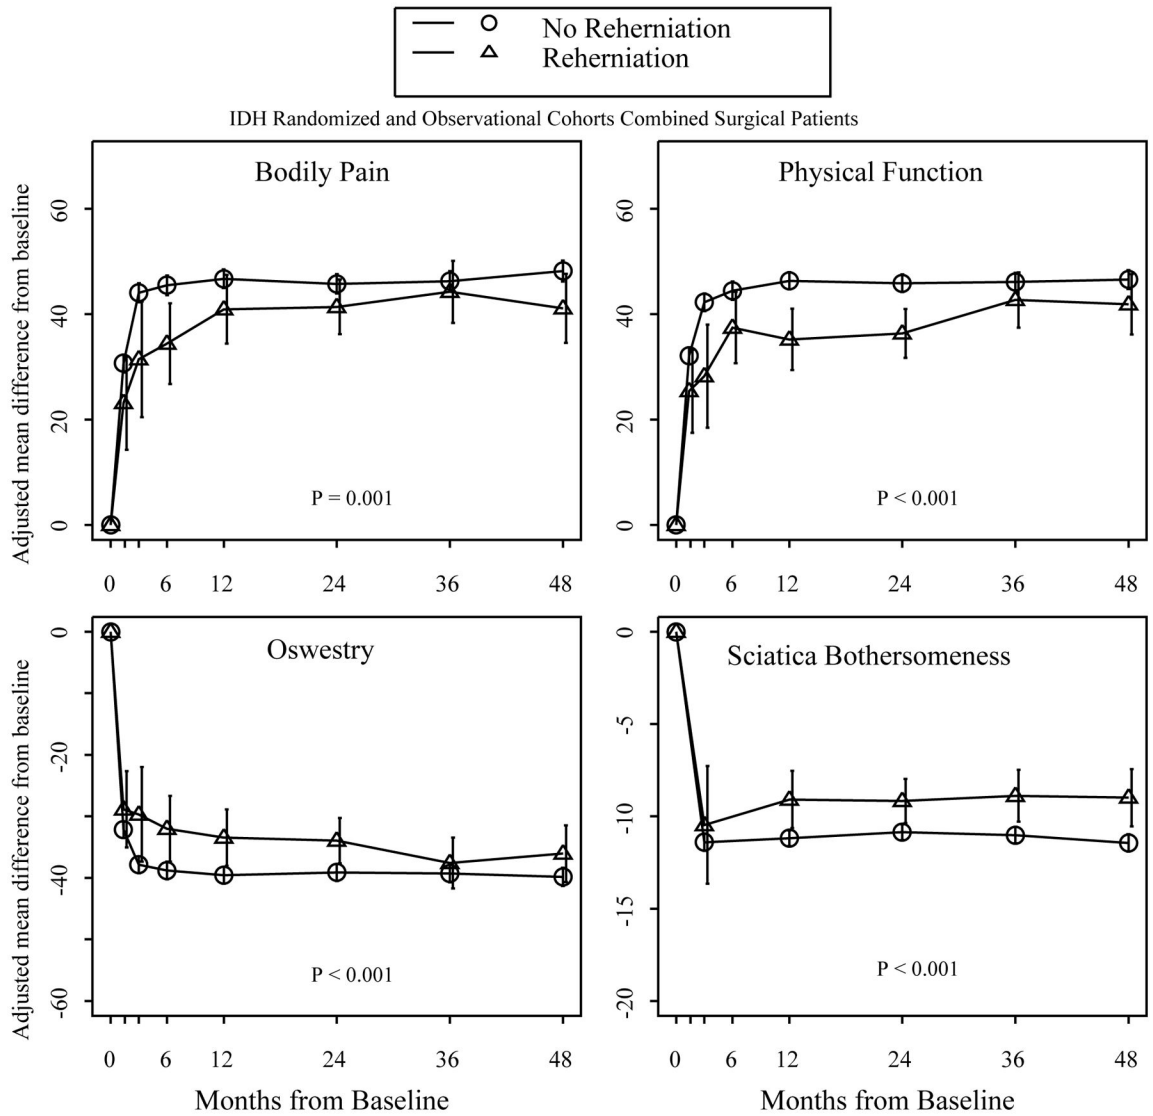 No Reherniation
Reherniation
IDH Randomized and Observational Cohorts Combined Surgical Patients
Bodily Pain
Adjusted mean difference from baseline
60
40
20
0
P = 0.001
0 6 12 24 36 48
Physical Function
60
40
20
0
P < 0.001
0 6 12 24 36 48
Oswestry
Adjusted mean difference from baseline
0
-20
-40
-60
P < 0.001
0 6 12 24 36 48
Months from Baseline
Sciatica Bothersomeness
0
-5
-10
-15
-20
P < 0.001
0 6 12 24 36 48
Months from Baseline